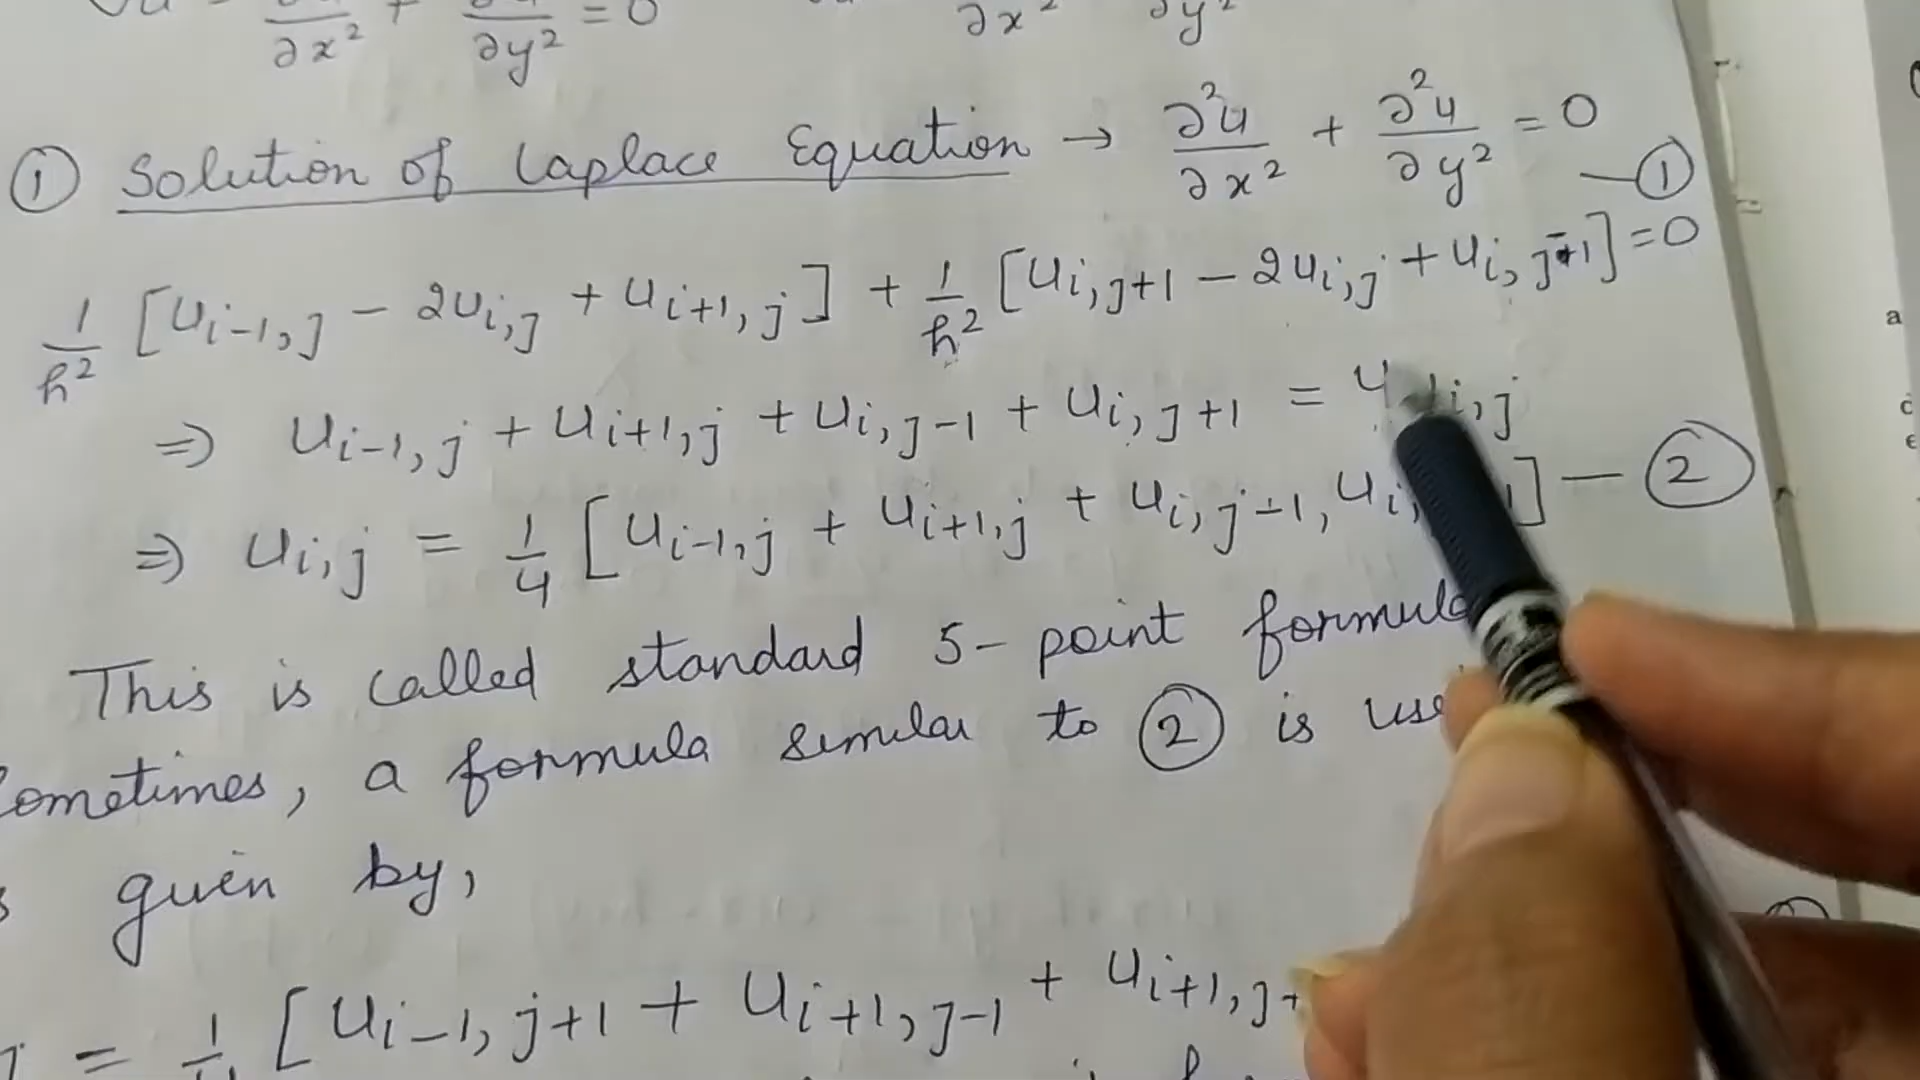 ∂x² + ∂y² = 0 ∂x² ∂y²
① Solution of Laplace Equation → ∂²u/∂x² + ∂²u/∂y² = 0 —①
1/h² [u_{i-1,j} - 2u_{i,j} + u_{i+1,j}] + 1/h² [u_{i,j+1} - 2u_{i,j} + u_{i,j-1}] = 0
⇒ u_{i-1,j} + u_{i+1,j} + u_{i,j-1} + u_{i,j+1} = 4u_{i,j}
⇒ u_{i,j} = 1/4 [u_{i-1,j} + u_{i+1,j} + u_{i,j-1}, u_{i, 1}] — ②
This is called standard 5-point formula
Sometimes, a formula similar to ② is use
given by,
= 1/4 [u_{i-1,j+1} + u_{i+1,j-1} + u_{i+1,j+